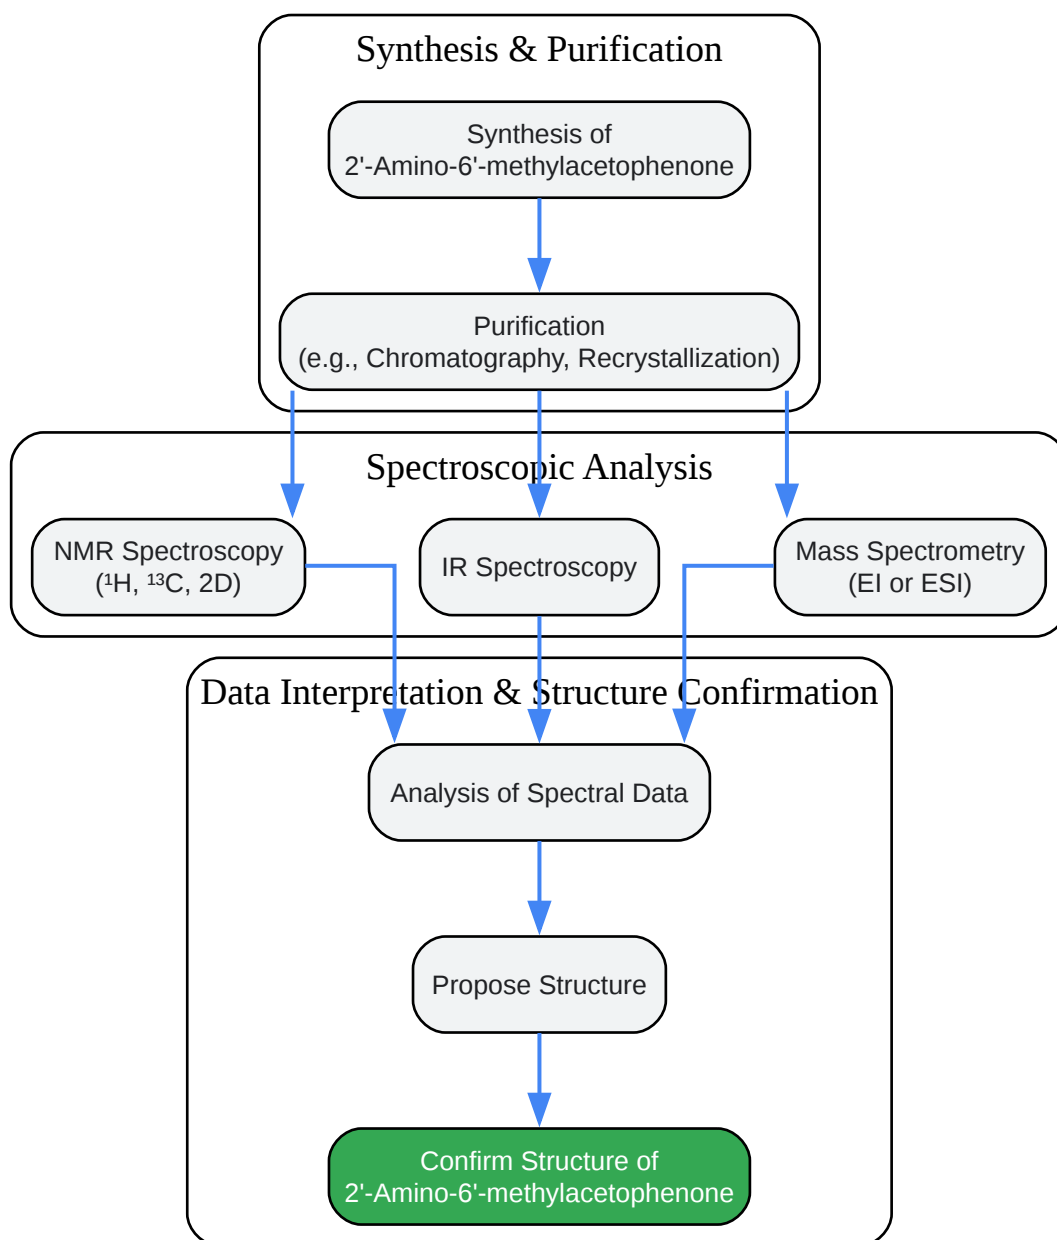 Synthesis & Purification
Synthesis of
2'-Amino-6'-methylacetophenone
Purification
(e.g., Chromatography, Recrystallization)
Spectroscopic Analysis
NMR Spectroscopy
(¹H, ¹³C, 2D)
IR Spectroscopy
Mass Spectrometry
(EI or ESI)
Data Interpretation & Structure Confirmation
Analysis of Spectral Data
Propose Structure
Confirm Structure of
2'-Amino-6'-methylacetophenone